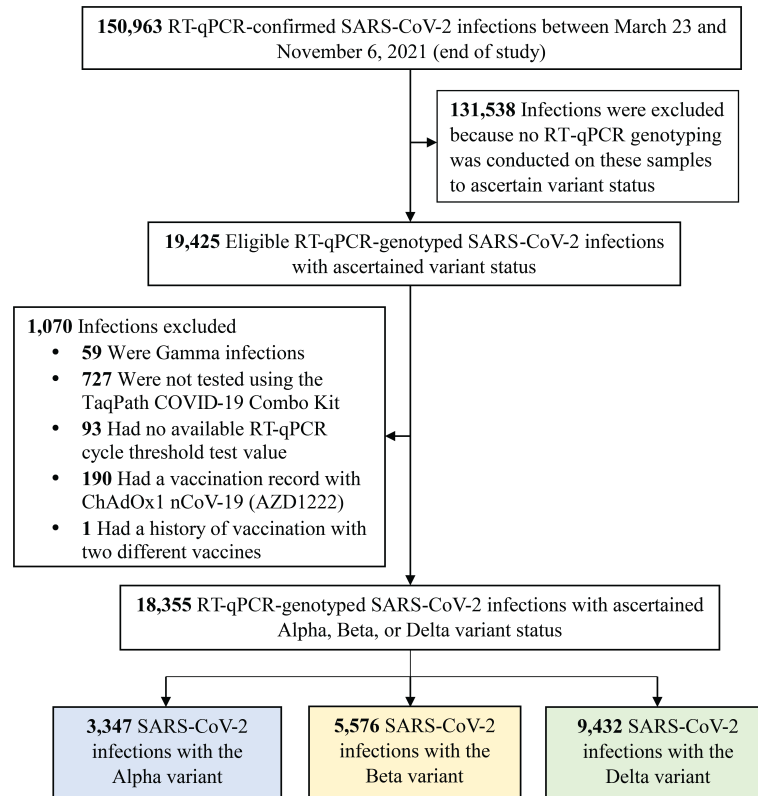 150,963 RT-qPCR-confirmed SARS-CoV-2 infections between March 23 and
November 6, 2021 (end of study)
131,538 Infections were excluded
because no RT-qPCR genotyping
was conducted on these samples
to ascertain variant status
19,425 Eligible RT-qPCR-genotyped SARS-CoV-2 infections
with ascertained variant status
1,070 Infections excluded
• 59 Were Gamma infections
• 727 Were not tested using the
TaqPath COVID-19 Combo Kit
• 93 Had no available RT-qPCR
cycle threshold test value
• 190 Had a vaccination record with
ChAdOx1 nCoV-19 (AZD1222)
• 1 Had a history of vaccination with
two different vaccines
18,355 RT-qPCR-genotyped SARS-CoV-2 infections with ascertained
Alpha, Beta, or Delta variant status
3,347 SARS-CoV-2
infections with the
Alpha variant
5,576 SARS-CoV-2
infections with the
Beta variant
9,432 SARS-CoV-2
infections with the
Delta variant